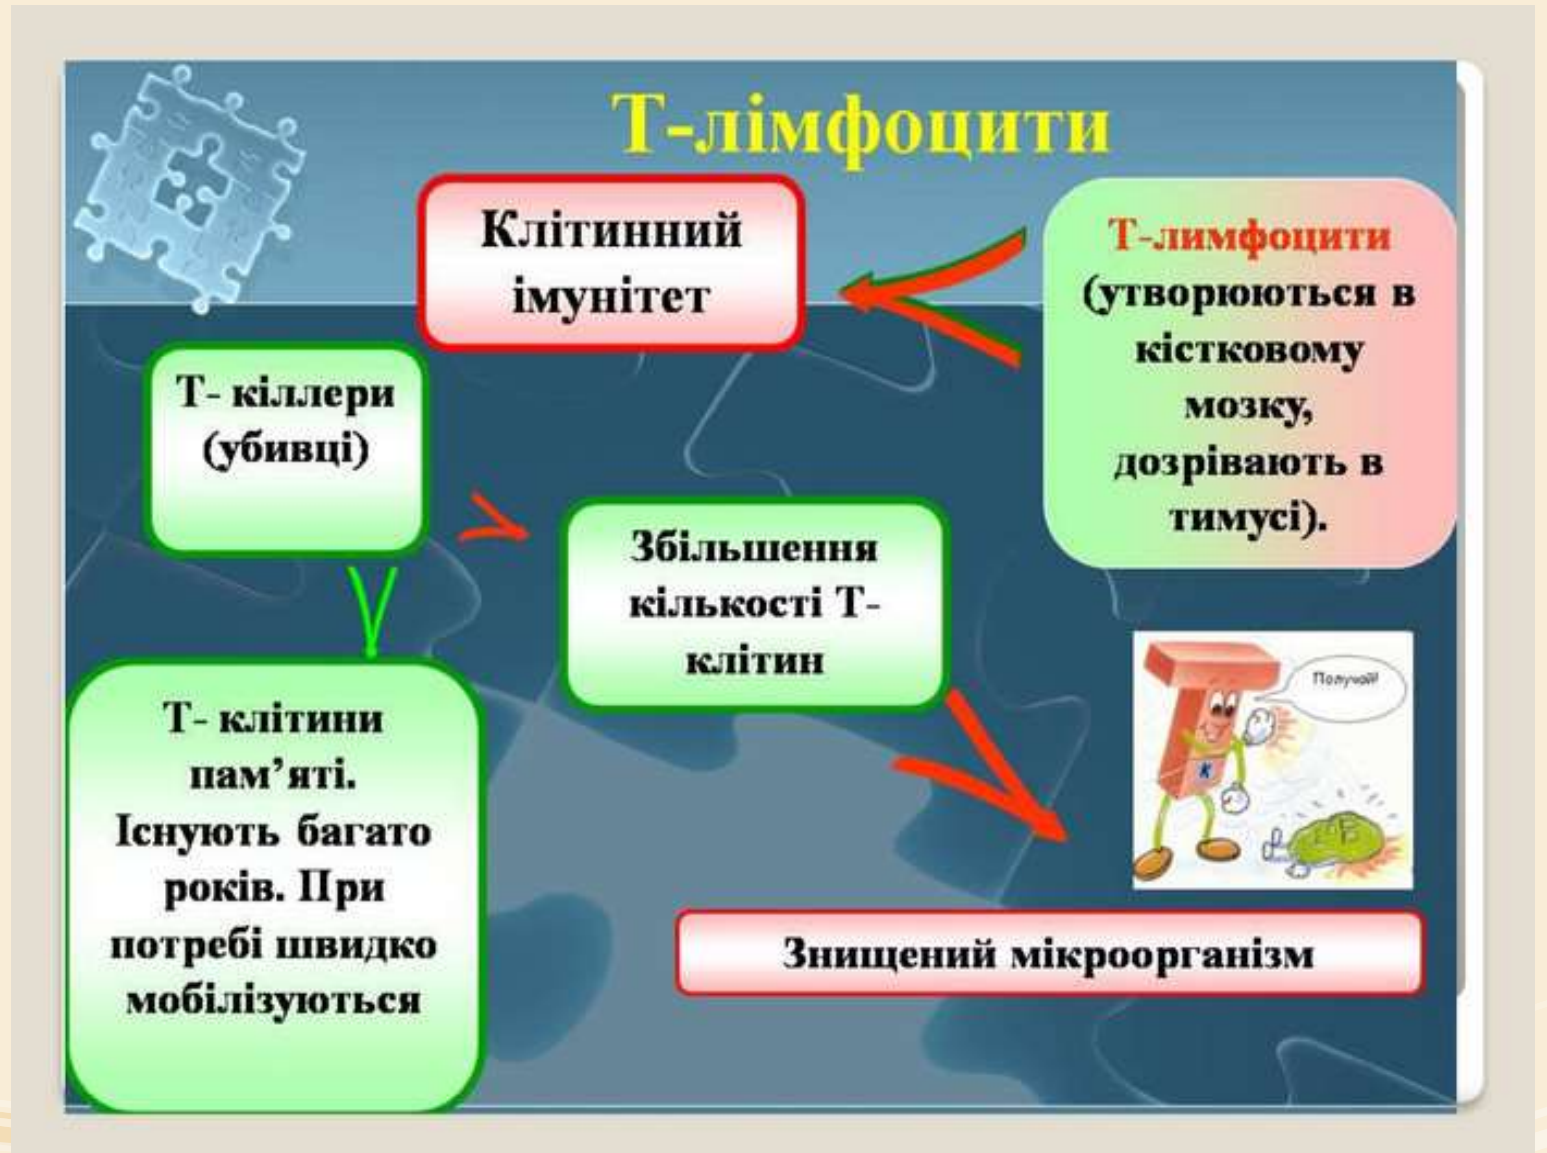 Т-лімфоцити
Клітинний
імунітет
Т-лимфоцити
(утворюються в
кістковому
мозку,
дозрівають в
тимусі).
Т- кіллери
(убивці)
Збільшення
кількості Т-
клітин
Т- клітини
пам’яті.
Існують багато
років. При
потребі швидко
мобілізуються
Получай!
К
Знищений мікроорганізм